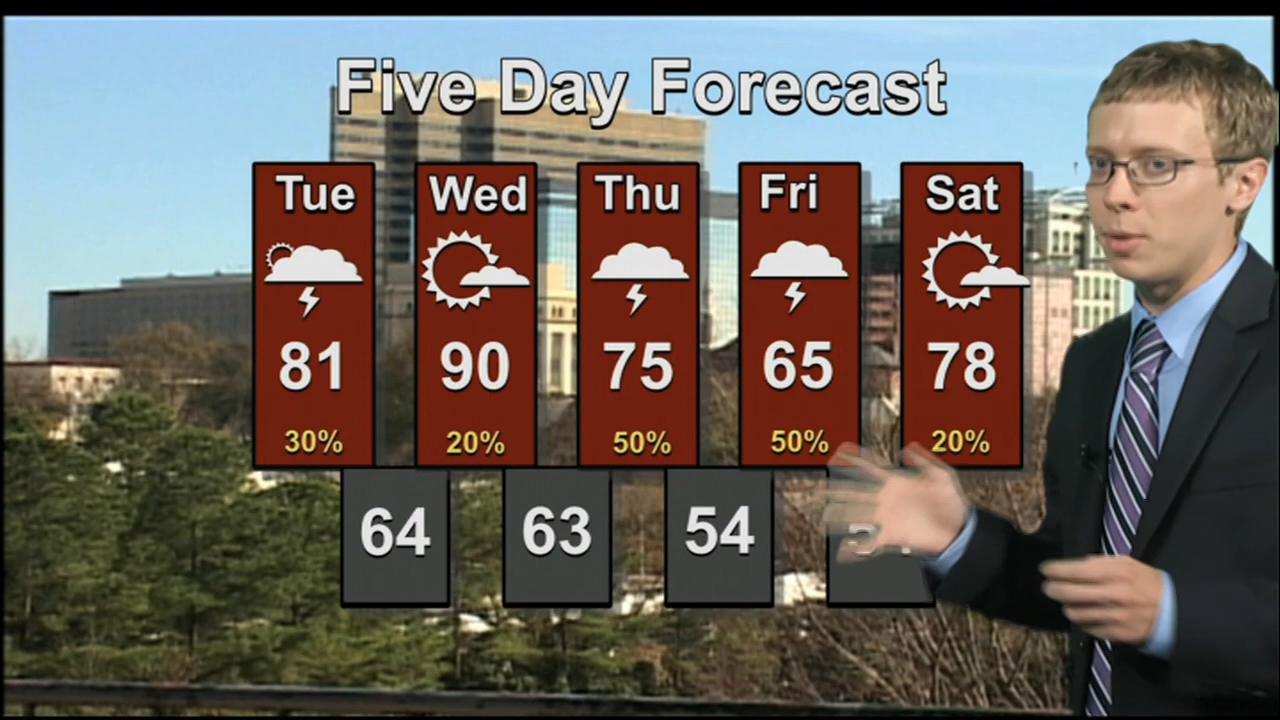 Five Day Forecast
Tue Wed Thu Fri Sat
81 90 75 65 78
30% 20% 50% 50% 20%
64 63 54